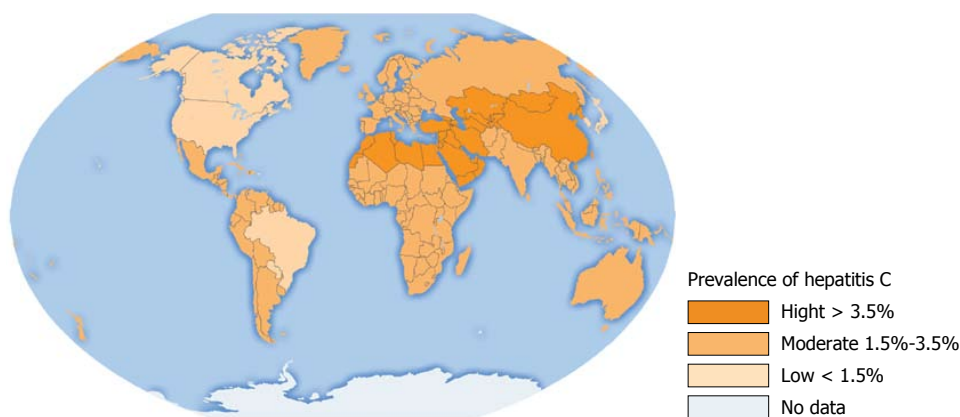 Prevalence of hepatitis C
Hight > 3.5%
Moderate 1.5%-3.5%
Low < 1.5%
No data